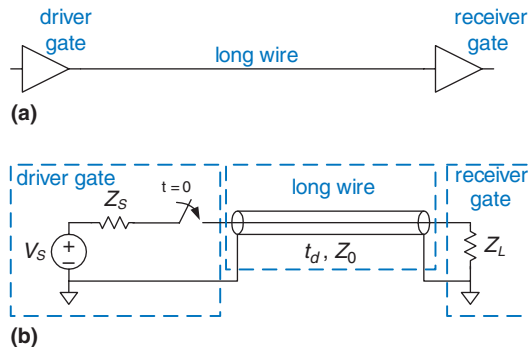 driver
gate
long wire
receiver
gate
(a)
driver gate
t = 0
Z_S
V_S
+
−
long wire
t_d , Z_0
receiver
gate
Z_L
(b)